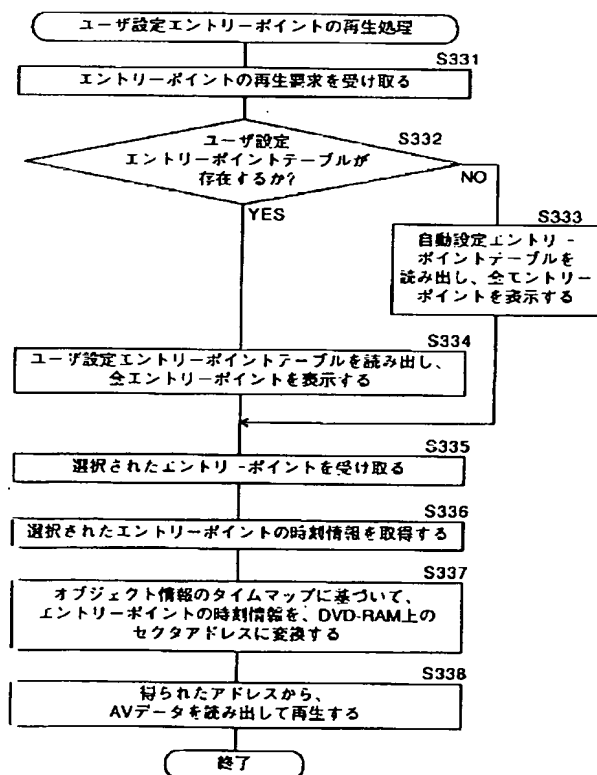 ユーザ設定エントリーポイントの再生処理
S331
エントリーポイントの再生要求を受け取る
S332
ユーザ設定
エントリーポイントテーブルが
存在するか?
NO
YES
S333
自動設定エントリー
ポイントテーブルを
読み出し、全エントリー
ポイントを表示する
S334
ユーザ設定エントリーポイントテーブルを読み出し、
全エントリーポイントを表示する
S335
選択されたエントリーポイントを受け取る
S336
選択されたエントリーポイントの時刻情報を取得する
S337
オブジェクト情報のタイムマップに基づいて、
エントリーポイントの時刻情報を、DVD-RAM上の
セクタアドレスに変換する
S338
得られたアドレスから、
AVデータを読み出して再生する
終了